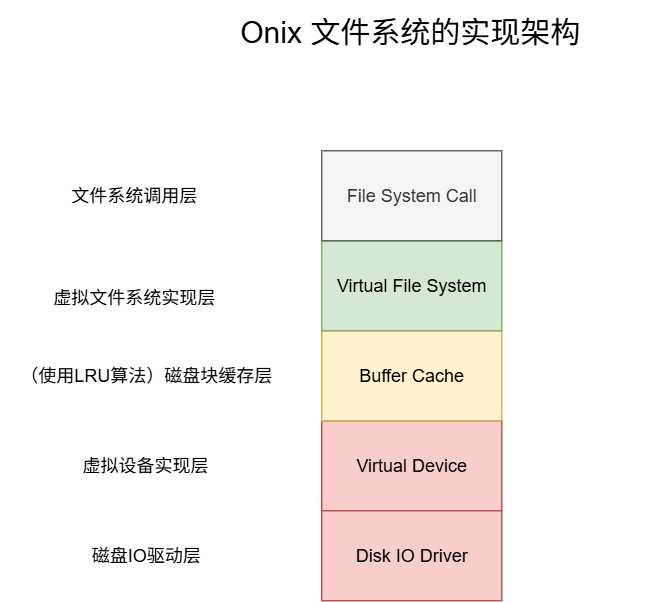 Onix 文件系统的实现架构
文件系统调用层
File System Call
虚拟文件系统实现层
Virtual File System
（使用LRU算法）磁盘块缓存层
Buffer Cache
虚拟设备实现层
Virtual Device
磁盘IO驱动层
Disk IO Driver